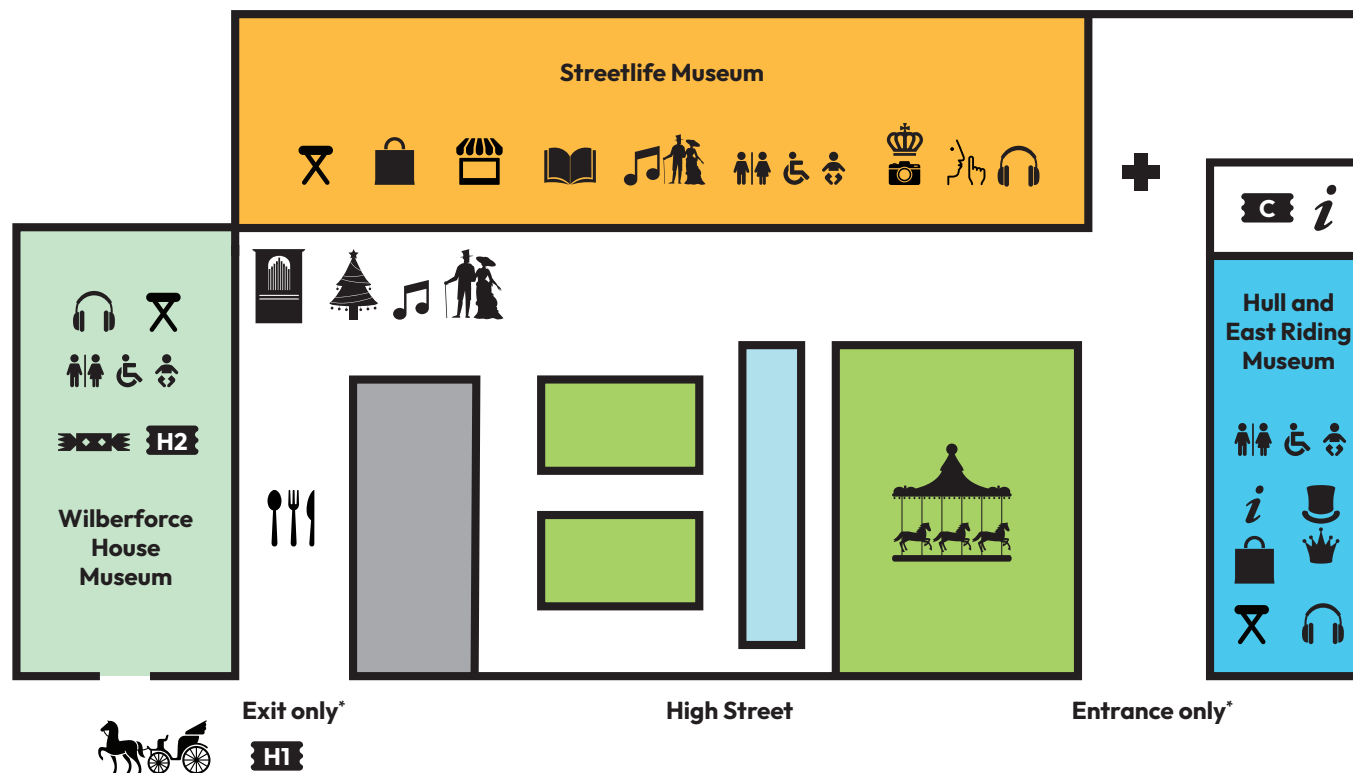 Streetlife Museum
C i
Hull and
East Riding
Museum
H2
Wilberforce
House
Museum
i
Exit only*
High Street
Entrance only*
H1